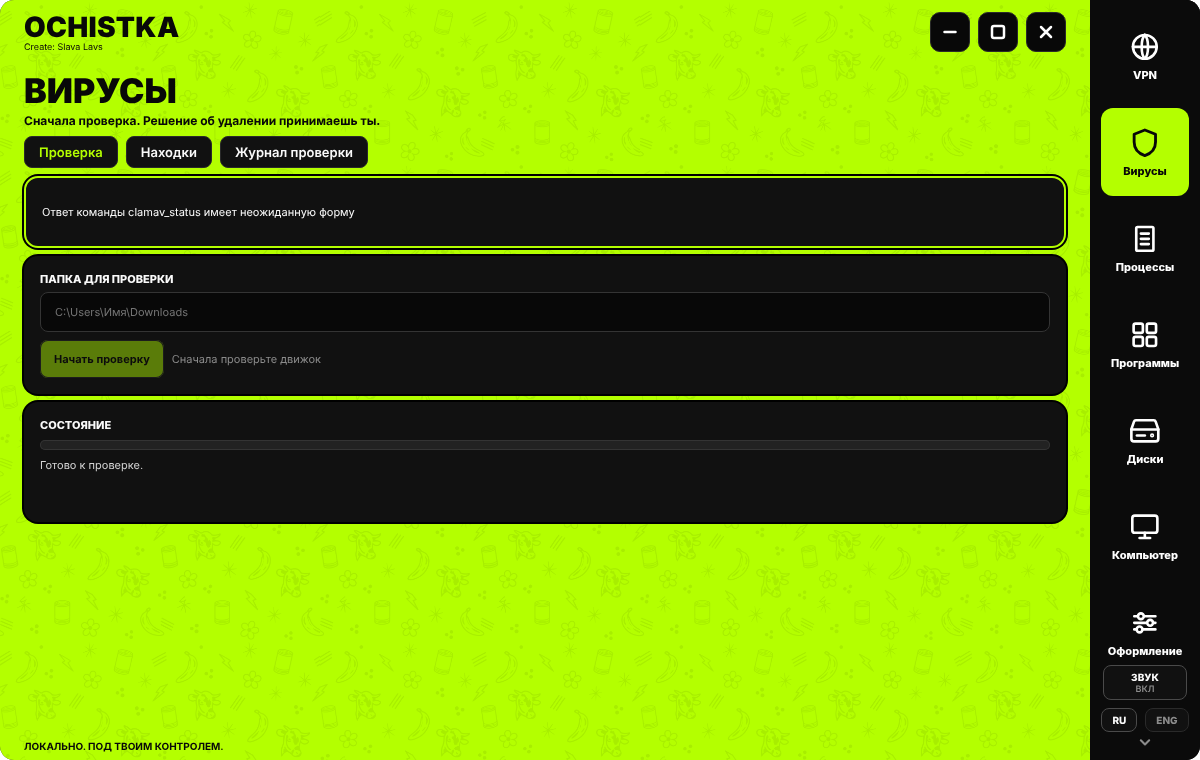 OCHISTKA
Create: Slava Lavs
ВИРУСЫ
Сначала проверка. Решение об удалении принимаешь ты.
Проверка
Находки
Журнал проверки
Ответ команды clamav_status имеет неожиданную форму
ПАПКА ДЛЯ ПРОВЕРКИ
C:\Users\Имя\Downloads
Начать проверку
Сначала проверьте движок
СОСТОЯНИЕ
Готово к проверке.
ЛОКАЛЬНО. ПОД ТВОИМ КОНТРОЛЕМ.
VPN
Вирусы
Процессы
Программы
Диски
Компьютер
Оформление
ЗВУК
ВКЛ
RU
ENG